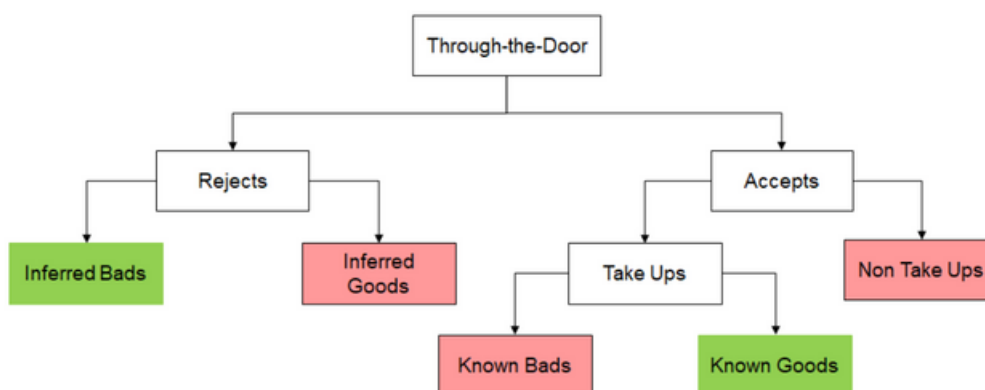 Through-the-Door
Rejects
Accepts
Inferred Bads
Inferred
Goods
Take Ups
Non Take Ups
Known Bads
Known Goods